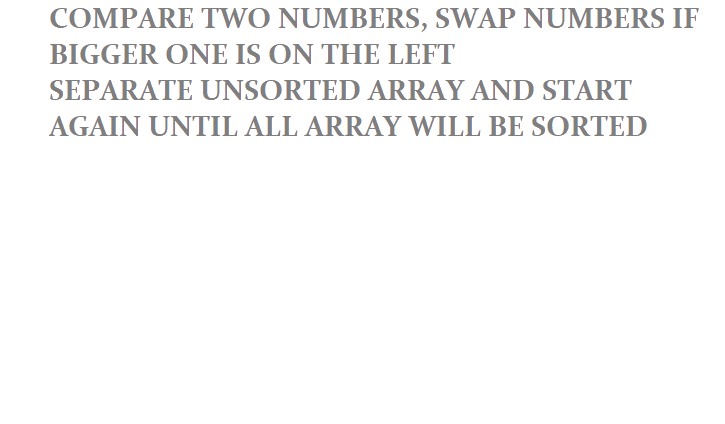 COMPARE TWO NUMBERS, SWAP NUMBERS IF
BIGGER ONE IS ON THE LEFT
SEPARATE UNSORTED ARRAY AND START
AGAIN UNTIL ALL ARRAY WILL BE SORTED